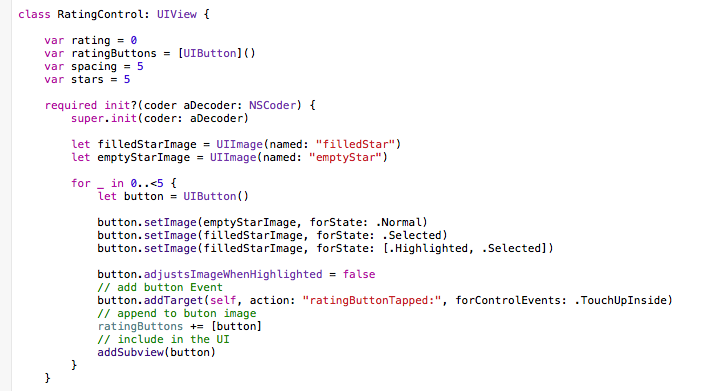 class RatingControl: UIView {
var rating = 0
var ratingButtons = [UIButton]()
var spacing = 5
var stars = 5
required init?(coder aDecoder: NSCoder) {
super.init(coder: aDecoder)
let filledStarImage = UIImage(named: "filledStar")
let emptyStarImage = UIImage(named: "emptyStar")
for _ in 0..<5 {
let button = UIButton()
button.setImage(emptyStarImage, forState: .Normal)
button.setImage(filledStarImage, forState: .Selected)
button.setImage(filledStarImage, forState: [.Highlighted, .Selected])
button.adjustsImageWhenHighlighted = false
// add button Event
button.addTarget(self, action: "ratingButtonTapped:", forControlEvents: .TouchUpInside)
// append to buton image
ratingButtons += [button]
// include in the UI
addSubview(button)
}
}